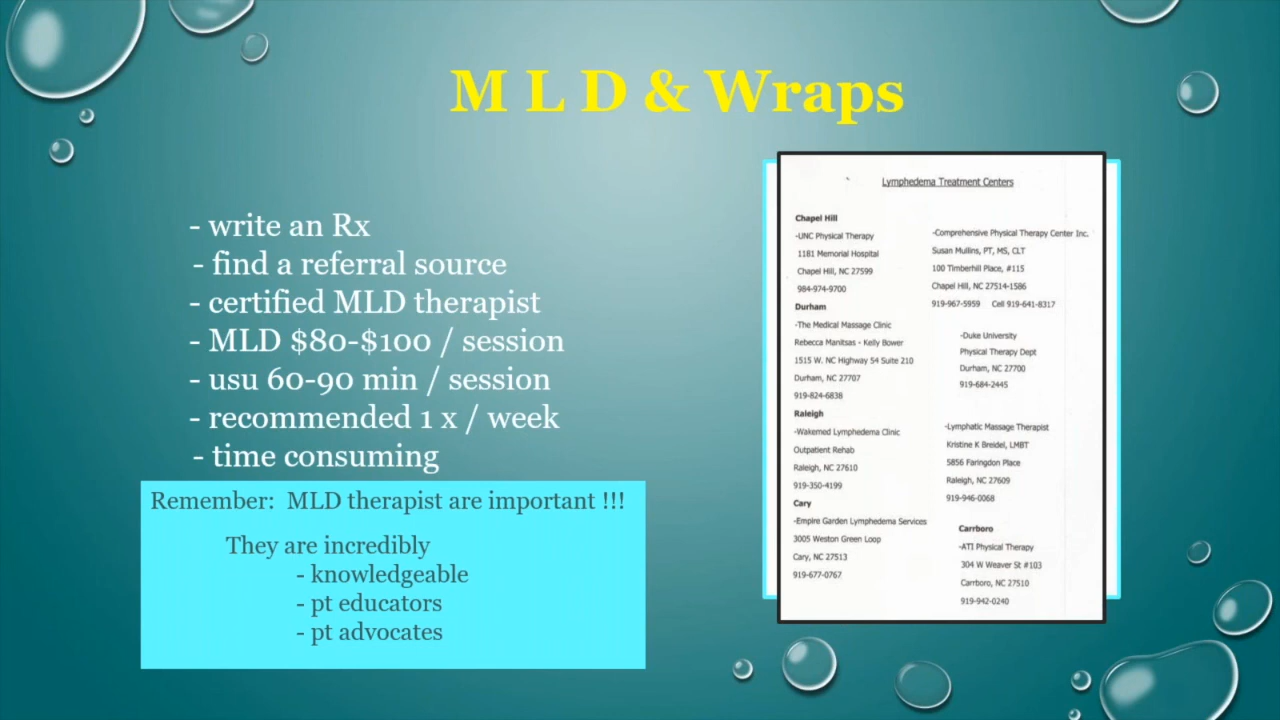 M L D & Wraps
- write an Rx
- find a referral source
- certified MLD therapist
- MLD $80-$100 / session
- usu 60-90 min / session
- recommended 1 x / week
- time consuming
Remember:  MLD therapist are important !!!
They are incredibly
- knowledgeable
- pt educators
- pt advocates
Lymphedema Treatment Centers
Chapel Hill
-UNC Physical Therapy
1181 Memorial Hospital
Chapel Hill, NC 27599
984-974-9700
Durham
-The Medical Massage Clinic
Rebecca Manitsas - Kelly Bower
1515 W. NC Highway 54 Suite 210
Durham, NC 27707
919-824-6838
Raleigh
-Wakemed Lymphedema Clinic
Outpatient Rehab
Raleigh, NC 27610
919-350-4199
Cary
-Empire Garden Lymphedema Services
3005 Weston Green Loop
Cary, NC 27513
919-677-0767
-Comprehensive Physical Therapy Center Inc.
Susan Mullins, PT, MS, CLT
100 Timberhill Place, #115
Chapel Hill, NC 27514-1586
919-967-5959    Cell 919-641-8317
-Duke University
Physical Therapy Dept
Durham, NC 27700
919-684-2445
-Lymphatic Massage Therapist
Kristine K Breidel, LMBT
5856 Faringdon Place
Raleigh, NC 27609
919-946-0068
Carrboro
-ATI Physical Therapy
304 W Weaver St #103
Carrboro, NC 27510
919-942-0240